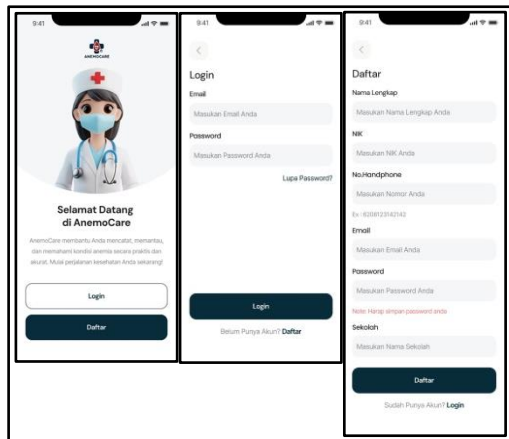 9:41
ANEMOCARE
Selamat Datang
di AnemoCare
AnemoCare membantu Anda mencatat, memantau,
dan memahami kondisi anemia secara praktis dan
akurat. Mulai perjalanan kesehatan Anda sekarang!
Login
Daftar
9:41
Login
Email
Masukan Email Anda
Password
Masukan Password Anda
Lupa Password?
Login
Belum Punya Akun? Daftar
9:41
Daftar
Nama Lengkap
Masukan Nama Lengkap Anda
NIK
Masukan NIK Anda
No.Handphone
Masukan Nomor Anda
Ex : 6208123142142
Email
Masukan Email Anda
Password
Masukan Password Anda
Note: Harap simpan password anda
Sekolah
Masukan Nama Sekolah
Daftar
Sudah Punya Akun? Login